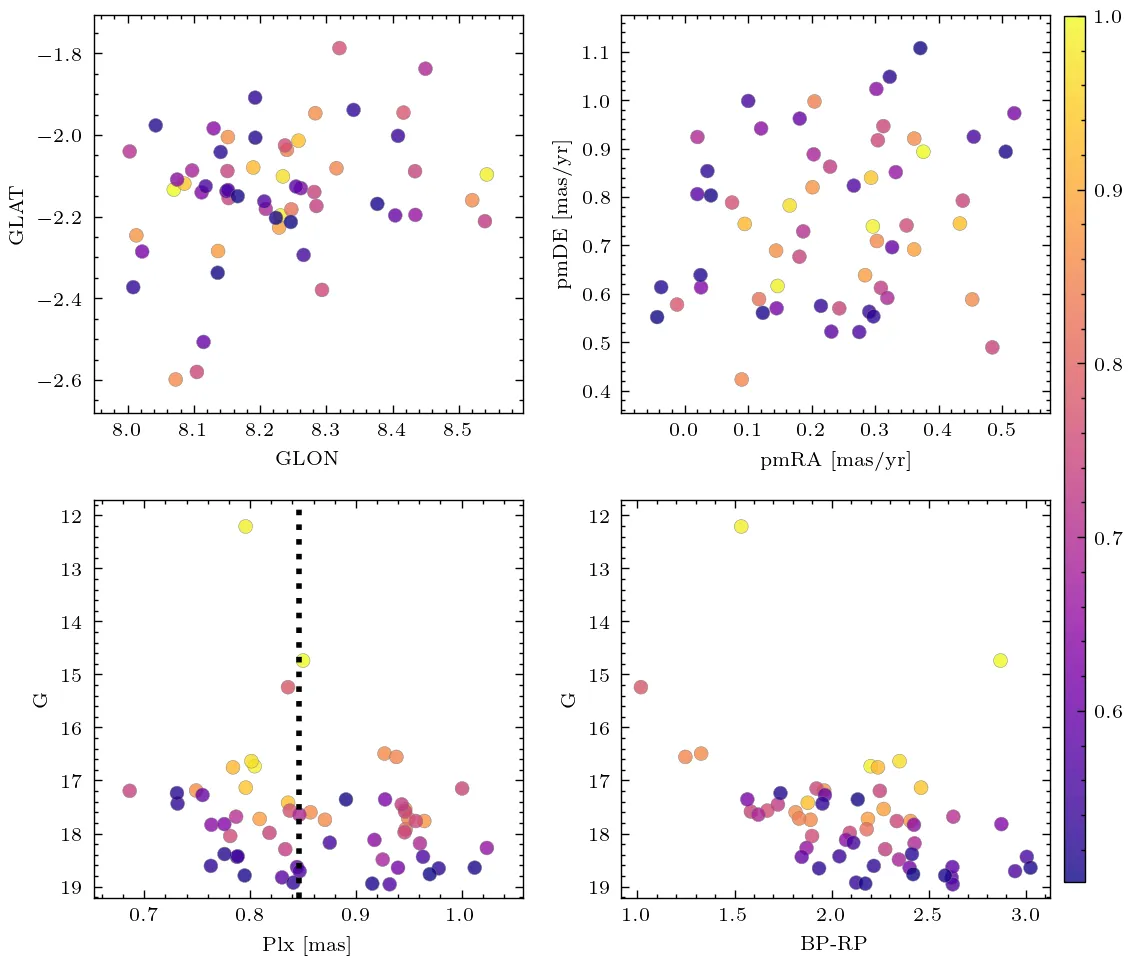 −1.8
−2.0
−2.2
−2.4
−2.6
GLAT
8.0 8.1 8.2 8.3 8.4 8.5
GLON
1.1
1.0
0.9
0.8
0.7
0.6
0.5
0.4
pmDE [mas/yr]
0.0 0.1 0.2 0.3 0.4 0.5
pmRA [mas/yr]
12
13
14
15
16
17
18
19
G
0.7 0.8 0.9 1.0
Plx [mas]
12
13
14
15
16
17
18
19
G
1.0 1.5 2.0 2.5 3.0
BP-RP
1.0
0.9
0.8
0.7
0.6